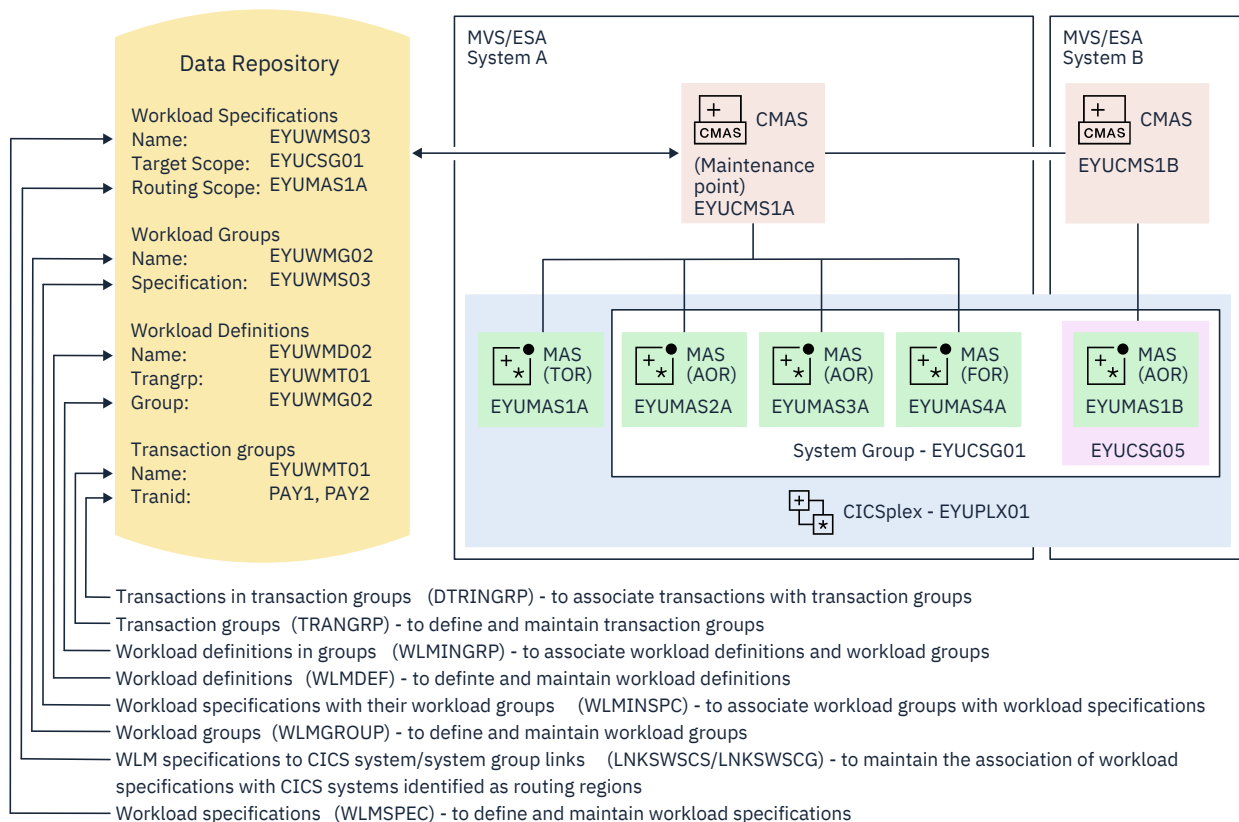 Data Repository
Workload Specifications
Name: EYUWMS03
Target Scope: EYUCSG01
Routing Scope: EYUMAS1A
Workload Groups
Name: EYUWMG02
Specification: EYUWMS03
Workload Definitions
Name: EYUWMD02
Trangrp: EYUWMT01
Group: EYUWMG02
Transaction groups
Name: EYUWMT01
Tranid: PAY1, PAY2
MVS/ESA
System A
CMAS
CMAS
(Maintenance
point)
EYUCMS1A
MVS/ESA
System B
CMAS
CMAS
EYUCMS1B
MAS
(TOR)
EYUMAS1A
MAS
(AOR)
EYUMAS2A
MAS
(AOR)
EYUMAS3A
MAS
(FOR)
EYUMAS4A
MAS
(AOR)
EYUMAS1B
System Group - EYUCSG01
EYUCSG05
CICSplex - EYUPLX01
Transactions in transaction groups (DTRINGRP) - to associate transactions with transaction groups
Transaction groups (TRANGRP) - to define and maintain transaction groups
Workload definitions in groups (WLMINGRP) - to associate workload definitions and workload groups
Workload definitions (WLMDEF) - to definte and maintain workload definitions
Workload specifications with their workload groups (WLMINSPC) - to associate workload groups with workload specifications
Workload groups (WLMGROUP) - to define and maintain workload groups
WLM specifications to CICS system/system group links (LNKSWSCS/LNKSWSCG) - to maintain the association of workload
specifications with CICS systems identified as routing regions
Workload specifications (WLMSPEC) - to define and maintain workload specifications